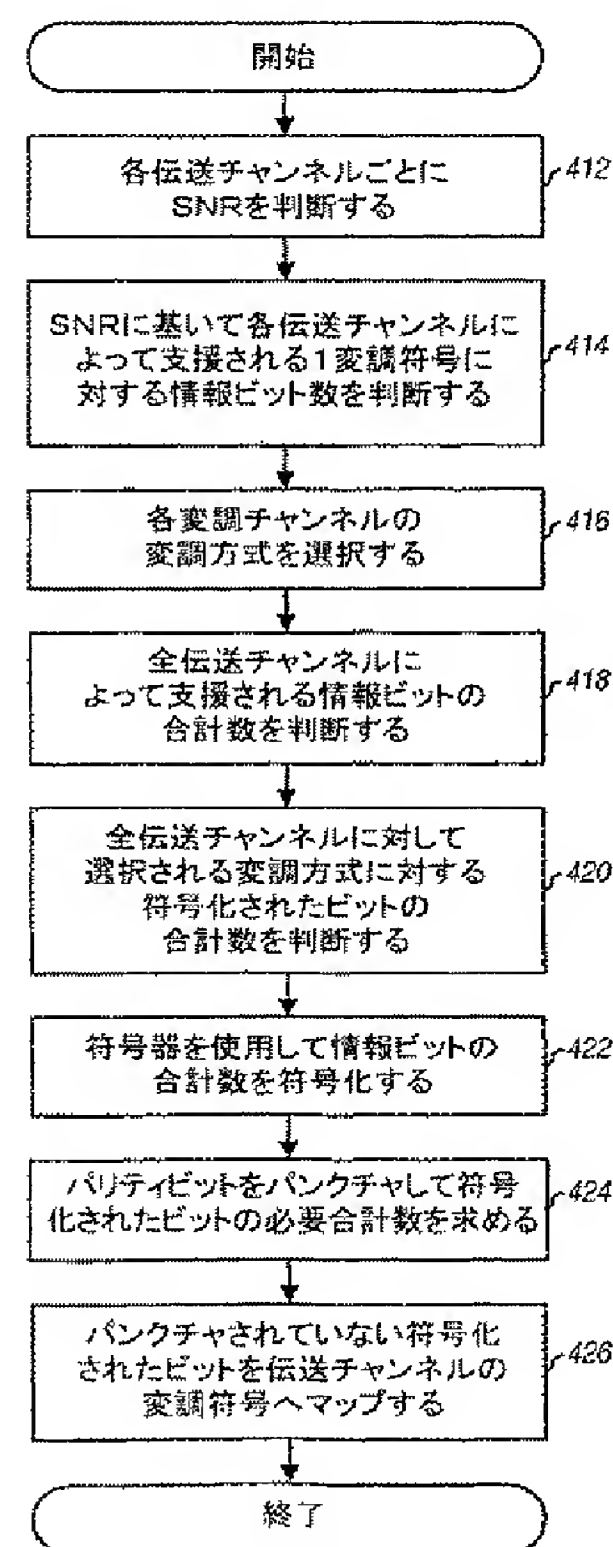 開始
各伝送チャンネルごとに
SNRを判断する
412
SNRに基いて各伝送チャンネルに
よって支援される1変調符号に
対する情報ビット数を判断する
414
各変調チャンネルの
変調方式を選択する
416
全伝送チャンネルに
よって支援される情報ビットの
合計数を判断する
418
全伝送チャンネルに対して
選択される変調方式に対する
符号化されたビットの
合計数を判断する
420
符号器を使用して情報ビットの
合計数を符号化する
422
パリティビットをパンクチャして符号
化されたビットの必要合計数を求める
424
パンクチャされていない符号化
されたビットを伝送チャンネルの
変調符号へマップする
426
終了